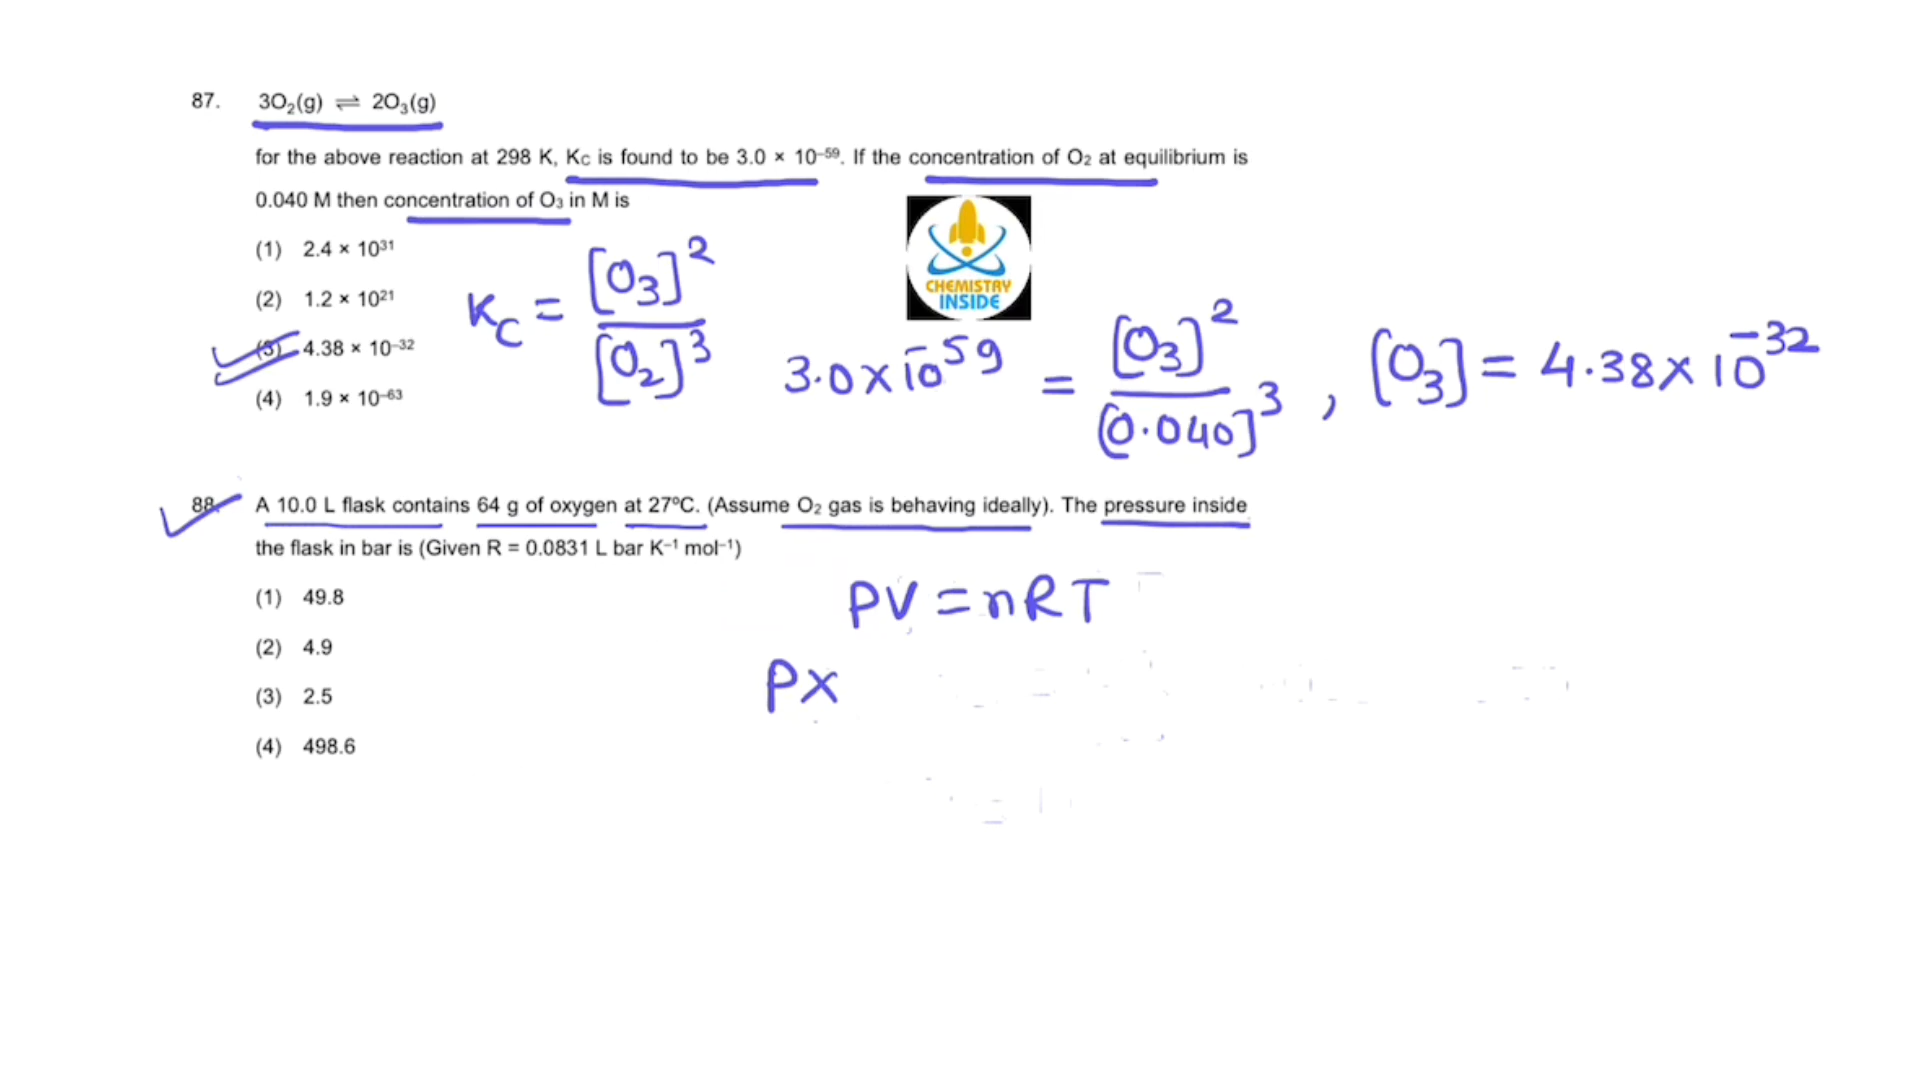 87. 3O₂(g) ⇌ 2O₃(g)
for the above reaction at 298 K, Kc is found to be 3.0 × 10⁻⁵⁹. If the concentration of O₂ at equilibrium is
0.040 M then concentration of O₃ in M is
(1) 2.4 × 10³¹
(2) 1.2 × 10²¹
(3) 4.38 × 10⁻³²
(4) 1.9 × 10⁻⁶³
Kc = [O₃]² / [O₂]³
CHEMISTRY
INSIDE
3.0 x 10⁻⁵⁹ = [O₃]² / [0.040]³ , [O₃] = 4.38 x 10⁻³²
88. A 10.0 L flask contains 64 g of oxygen at 27ºC. (Assume O₂ gas is behaving ideally). The pressure inside
the flask in bar is (Given R = 0.0831 L bar K⁻¹ mol⁻¹)
(1) 49.8
(2) 4.9
(3) 2.5
(4) 498.6
PV = nRT
Px